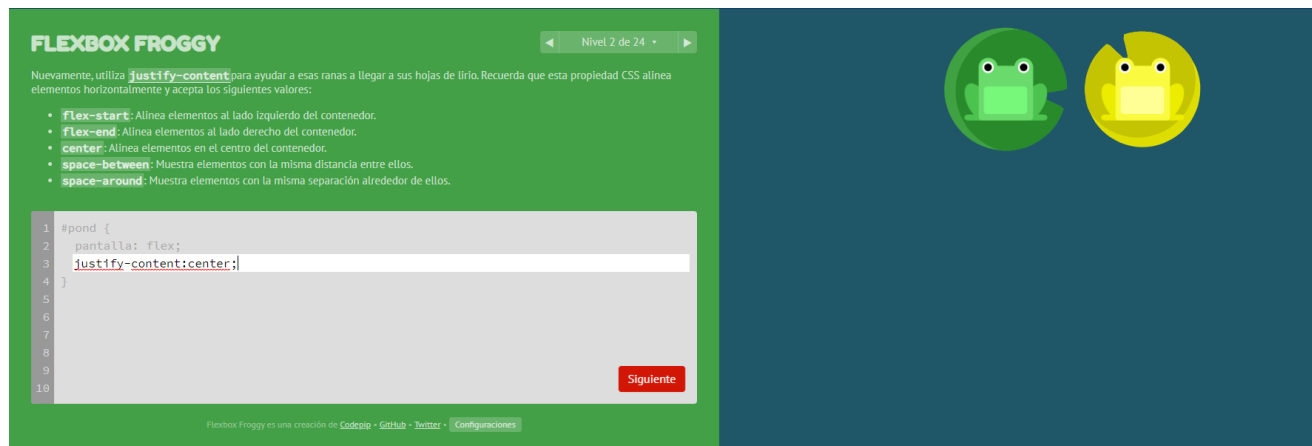 FLEXBOX FROGGY
◀ Nivel 2 de 24 ▶
Nuevamente, utiliza justify-content para ayudar a esas ranas a llegar a sus hojas de lirio. Recuerda que esta propiedad CSS alinea
elementos horizontalmente y acepta los siguientes valores:
• flex-start: Alinea elementos al lado izquierdo del contenedor.
• flex-end: Alinea elementos al lado derecho del contenedor.
• center: Alinea elementos en el centro del contenedor.
• space-between: Muestra elementos con la misma distancia entre ellos.
• space-around: Muestra elementos con la misma separación alrededor de ellos.
1 #pond {
2 pantalla: flex;
3 justify-content:center;
4 }
5
6
7
8
9
10
Siguiente
Flexbox Froggy es una creación de Codepip • GitHub • Twitter • Configuraciones